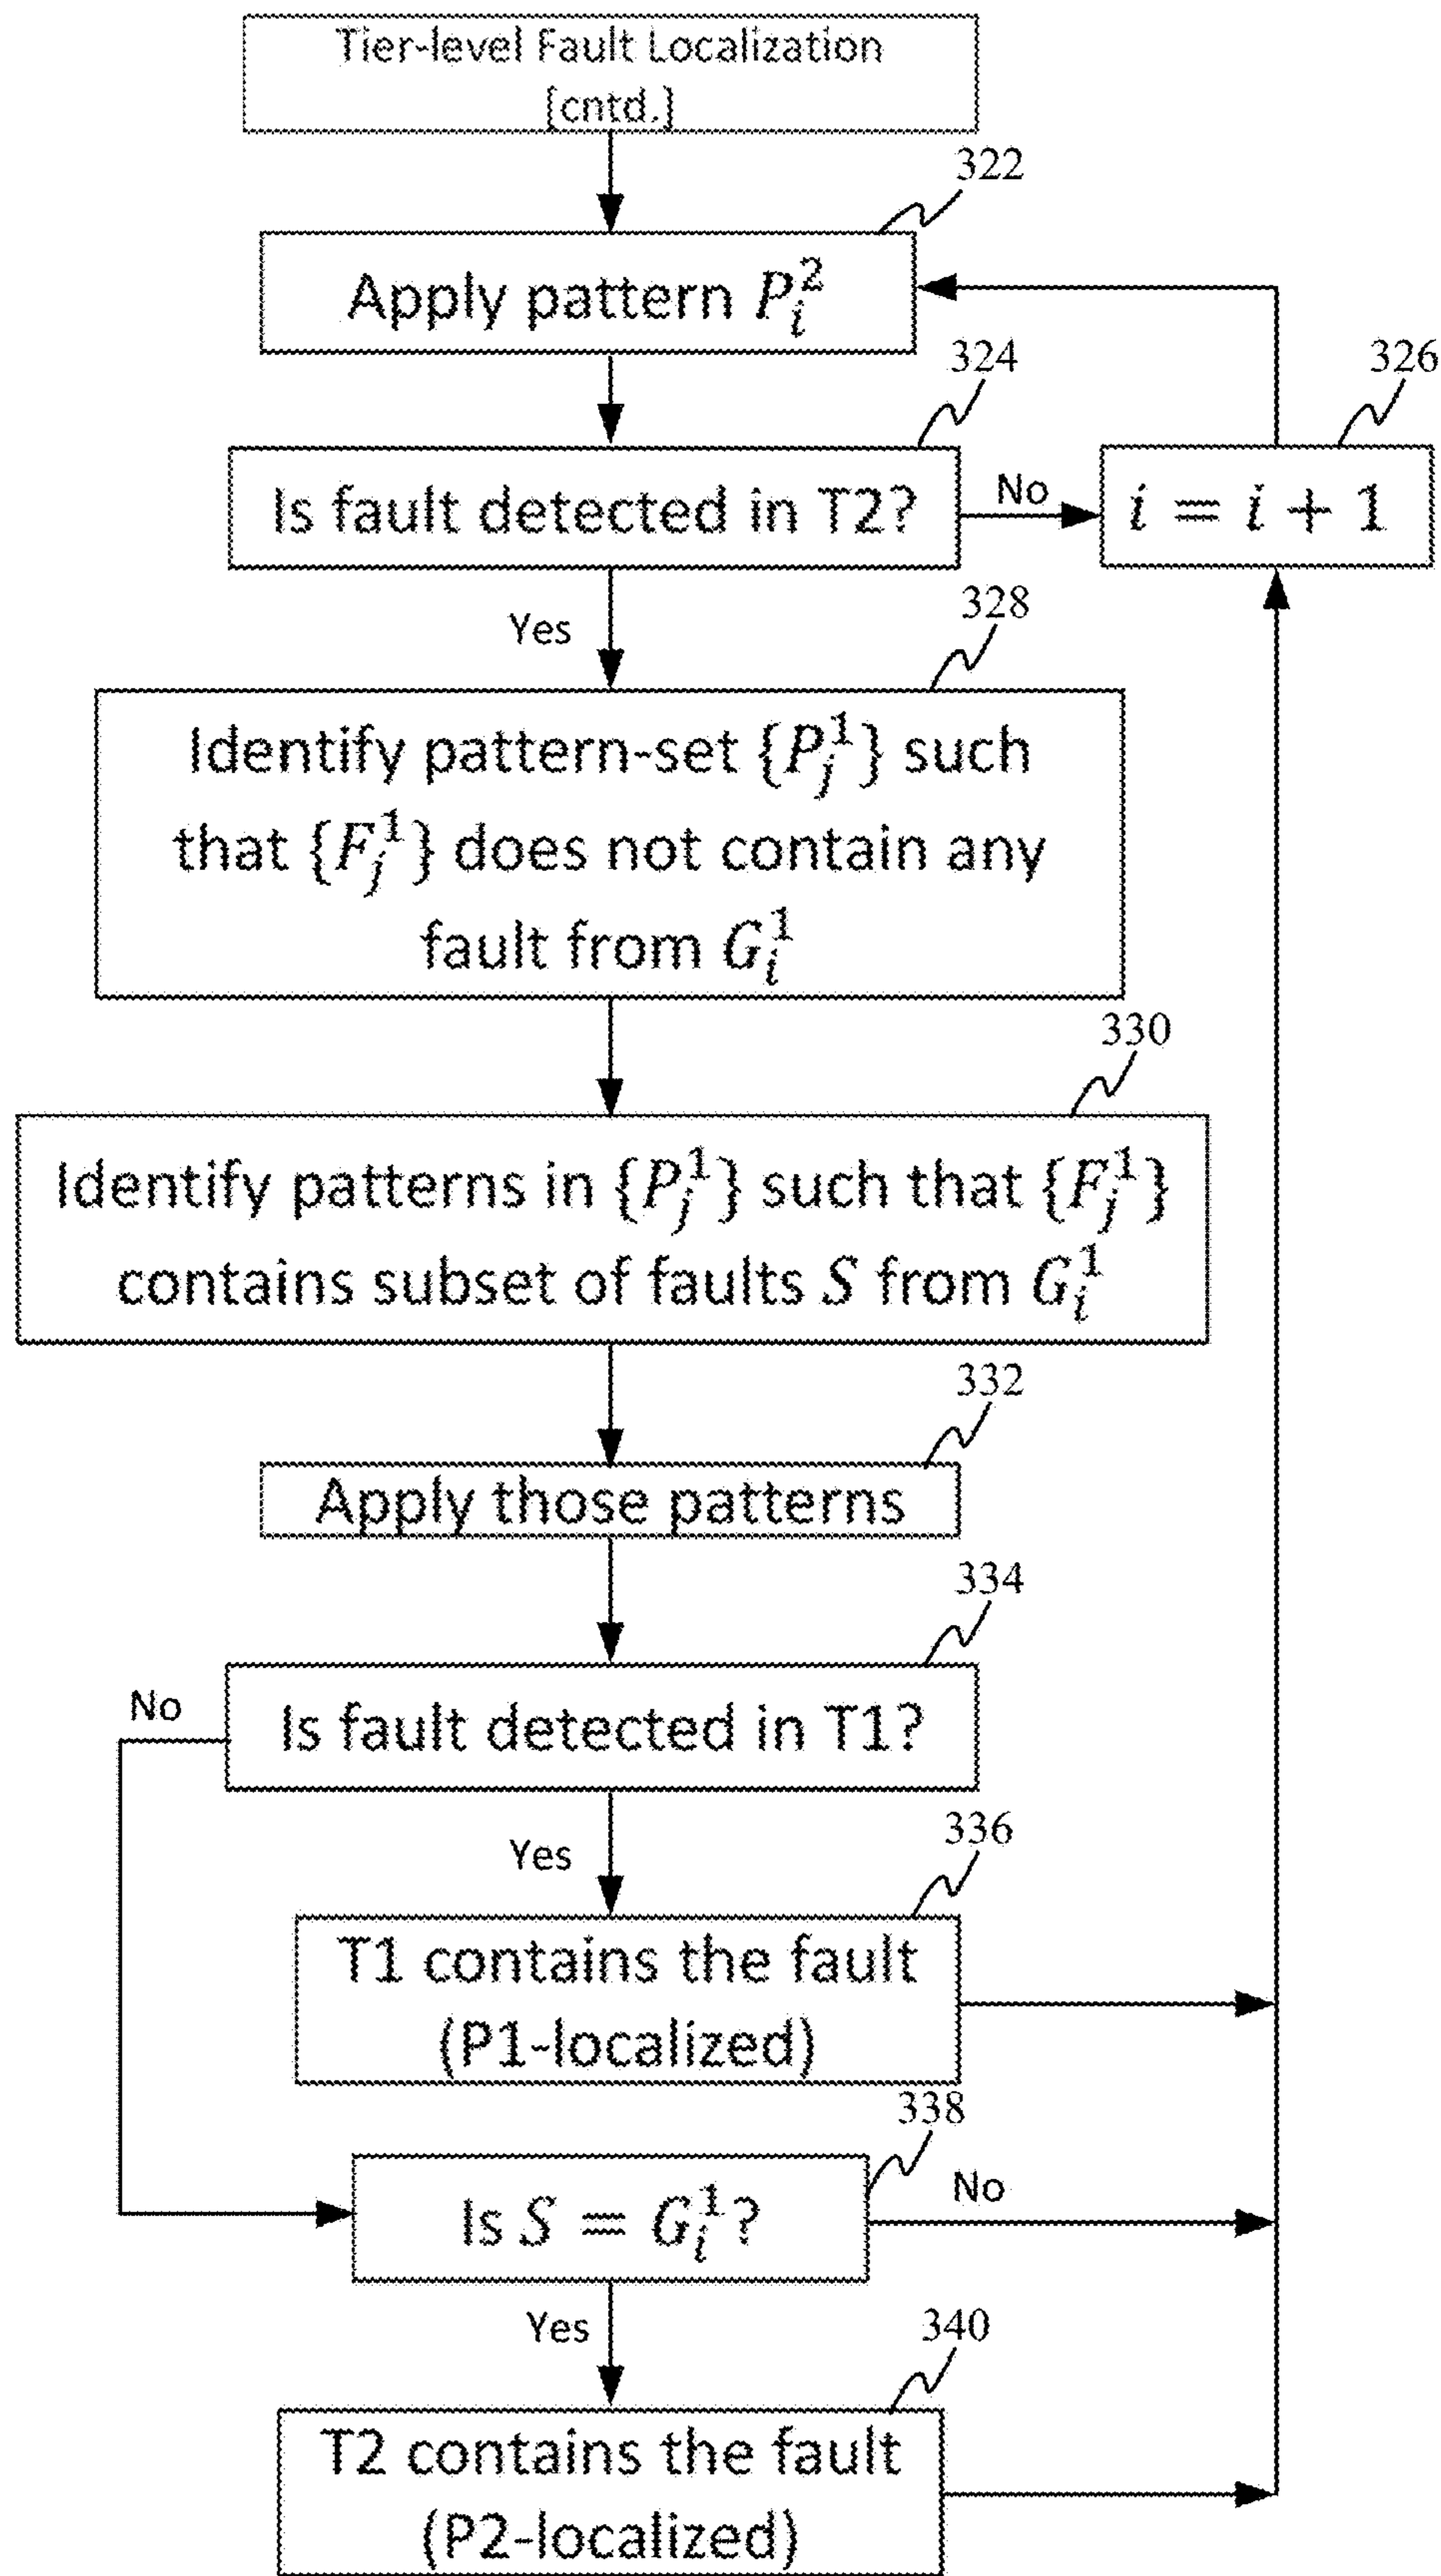 Tier-level Fault Localization
[cntd.]
322
Apply pattern $P_i^2$
324
326
Is fault detected in T2?
No
$i = i + 1$
Yes
328
Identify pattern-set $\{P_j^1\}$ such
that $\{F_j^1\}$ does not contain any
fault from $G_i^1$
330
Identify patterns in $\{P_j^1\}$ such that $\{F_j^1\}$
contains subset of faults $S$ from $G_i^1$
332
Apply those patterns
334
No
Is fault detected in T1?
Yes
336
T1 contains the fault
(P1-localized)
338
Is $S = G_i^1$?
No
Yes
340
T2 contains the fault
(P2-localized)